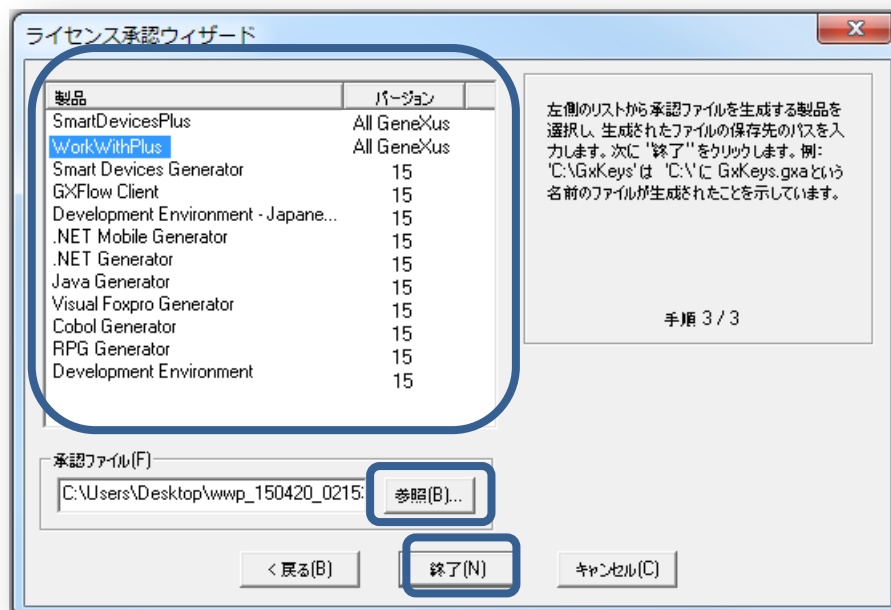 ライセンス承認ウィザード
製品 バージョン
SmartDevicesPlus All GeneXus
WorkWithPlus All GeneXus
Smart Devices Generator 15
GXFlow Client 15
Development Environment - Japane... 15
.NET Mobile Generator 15
.NET Generator 15
Java Generator 15
Visual Foxpro Generator 15
Cobol Generator 15
RPG Generator 15
Development Environment 15
左側のリストから承認ファイルを生成する製品を
選択し、生成されたファイルの保存先のパスを入
力します。次に "終了" をクリックします。例:
'C:\GxKeys'は 'C:\'に GxKeys.gxaという
名前のファイルが生成されたことを示しています。
手順 3 / 3
承認ファイル(F)
C:\Users\Desktop\wwp_150420_0215: 参照(B)...
< 戻る(B) 終了(N) キャンセル(C)